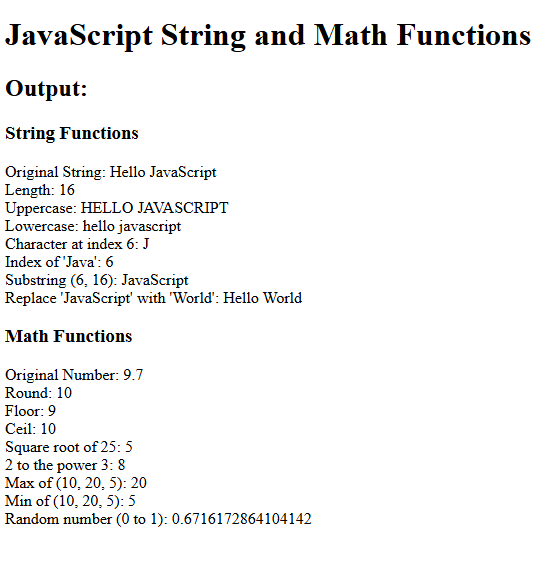 JavaScript String and Math Functions
Output:
String Functions
Original String: Hello JavaScript
Length: 16
Uppercase: HELLO JAVASCRIPT
Lowercase: hello javascript
Character at index 6: J
Index of 'Java': 6
Substring (6, 16): JavaScript
Replace 'JavaScript' with 'World': Hello World
Math Functions
Original Number: 9.7
Round: 10
Floor: 9
Ceil: 10
Square root of 25: 5
2 to the power 3: 8
Max of (10, 20, 5): 20
Min of (10, 20, 5): 5
Random number (0 to 1): 0.6716172864104142